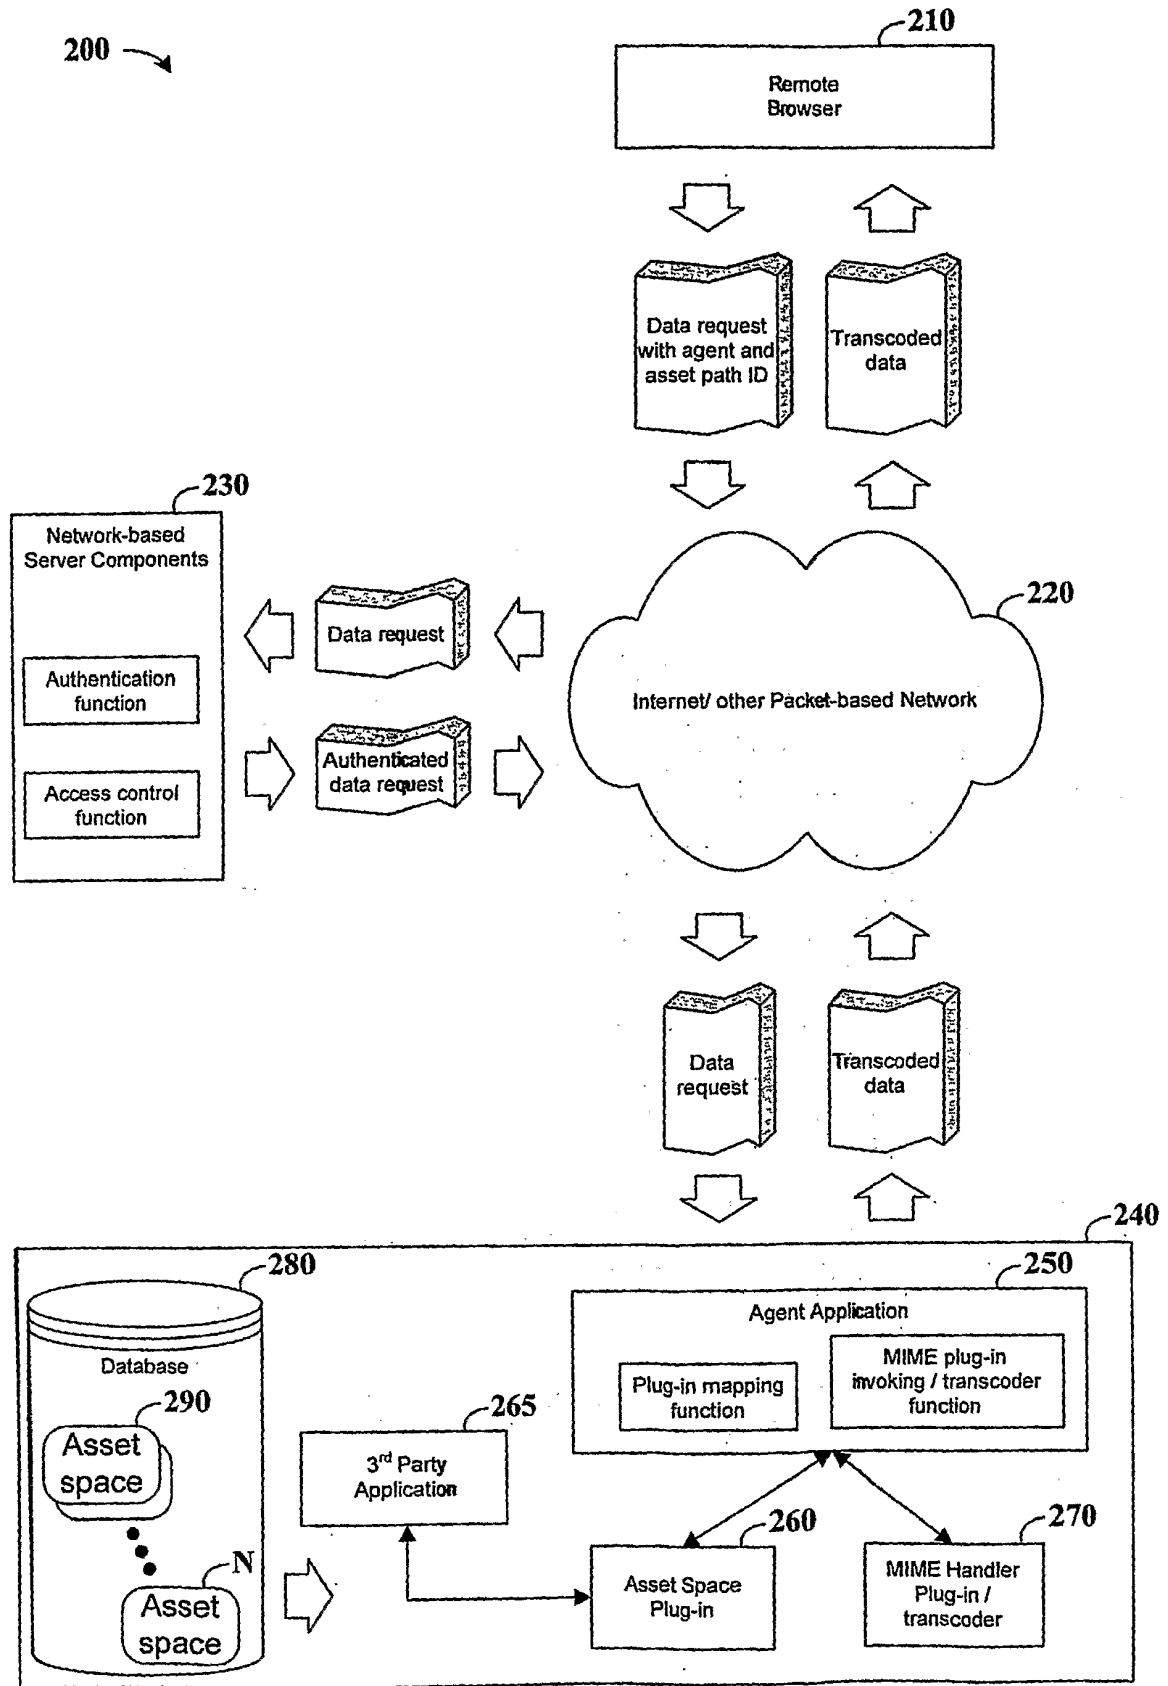 200
210
Remote
Browser
Data request
with agent and
asset path ID
Transcoded
data
230
Network-based
Server Components
Authentication
function
Access control
function
Data request
Authenticated
data request
220
Internet/ other Packet-based Network
Data
request
Transcoded
data
240
280
Database
290
Asset
space
N
Asset
space
265
3rd Party
Application
250
Agent Application
Plug-in mapping
function
MIME plug-in
invoking / transcoder
function
260
Asset Space
Plug-in
270
MIME Handler
Plug-in /
transcoder